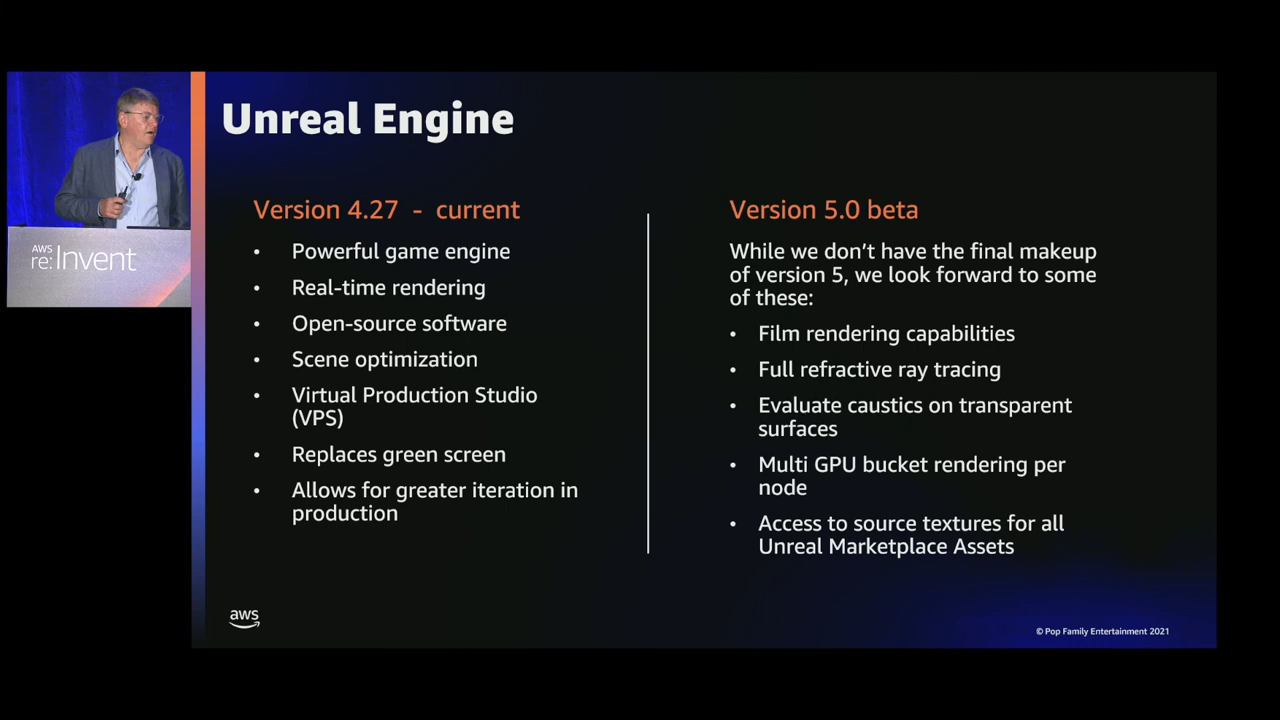 Unreal Engine
Version 4.27 - current
• Powerful game engine
• Real-time rendering
• Open-source software
• Scene optimization
• Virtual Production Studio
(VPS)
• Replaces green screen
• Allows for greater iteration in
production
Version 5.0 beta
While we don't have the final makeup
of version 5, we look forward to some
of these:
• Film rendering capabilities
• Full refractive ray tracing
• Evaluate caustics on transparent
surfaces
• Multi GPU bucket rendering per
node
• Access to source textures for all
Unreal Marketplace Assets
AWS
re:Invent
aws
© Pop Family Entertainment 2021